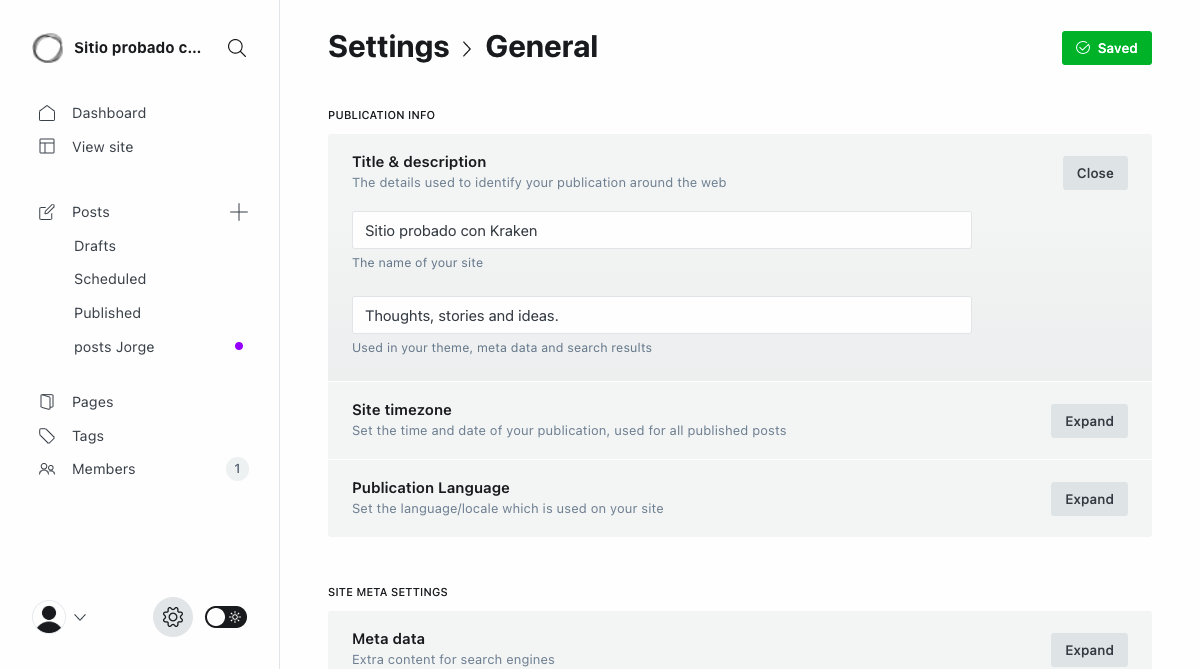 Sitio probado c...
Dashboard
View site
Posts
Drafts
Scheduled
Published
posts Jorge
Pages
Tags
Members
1
Settings > General
Saved
PUBLICATION INFO
Title & description
The details used to identify your publication around the web
Close
Sitio probado con Kraken
The name of your site
Thoughts, stories and ideas.
Used in your theme, meta data and search results
Site timezone
Set the time and date of your publication, used for all published posts
Expand
Publication Language
Set the language/locale which is used on your site
Expand
SITE META SETTINGS
Meta data
Extra content for search engines
Expand